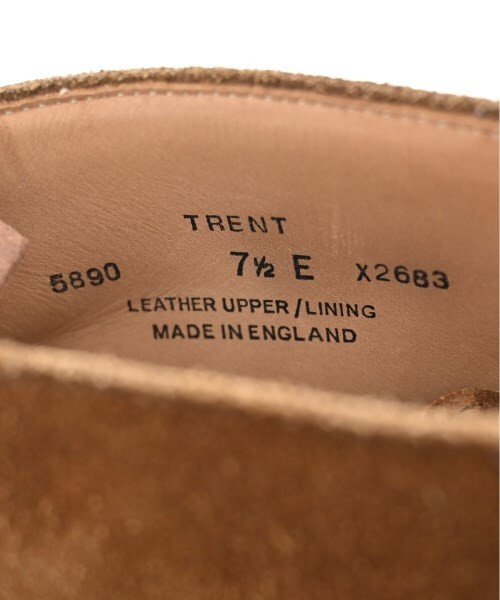 TRENT
5890 7½ E X2683
LEATHER UPPER/LINING
MADE IN ENGLAND